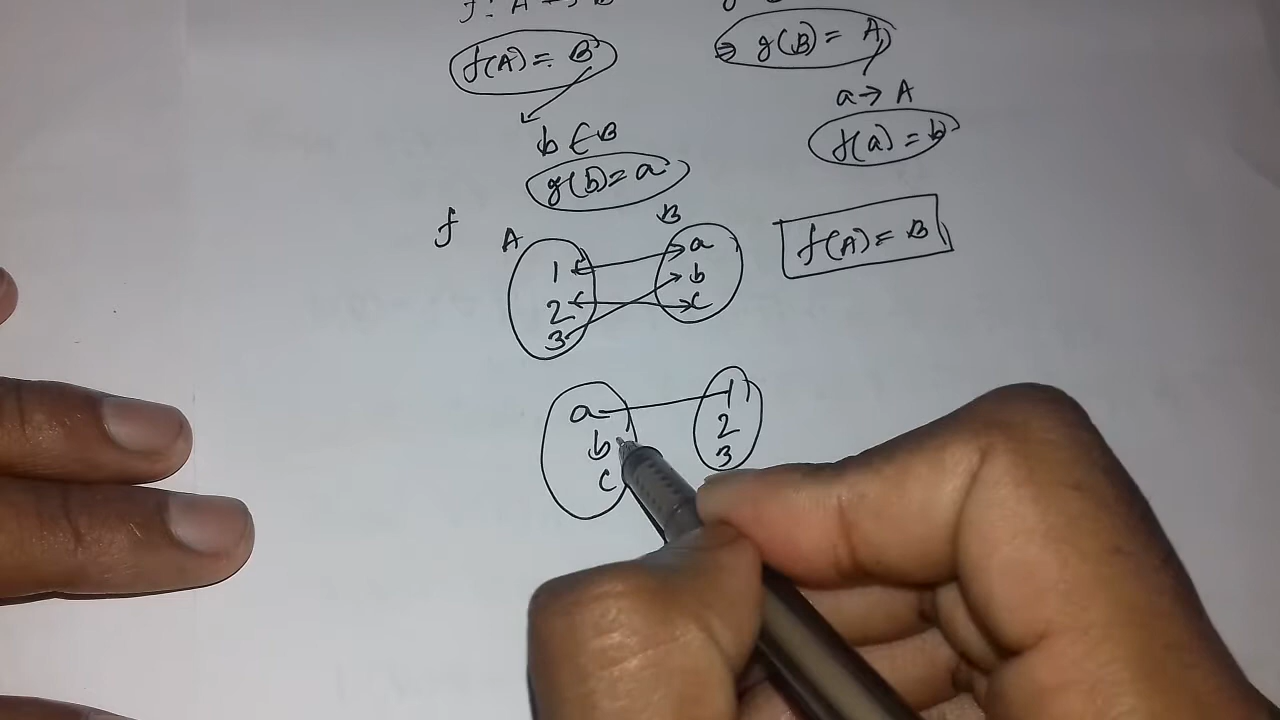 f : A → B
f(A) = B
⇒ g(B) = A
a → A
f(a) = b
b ∈ B
g(b) = a
f A B
f(A) = B
1 a
2 b
3 c
a 1
b 2
c 3